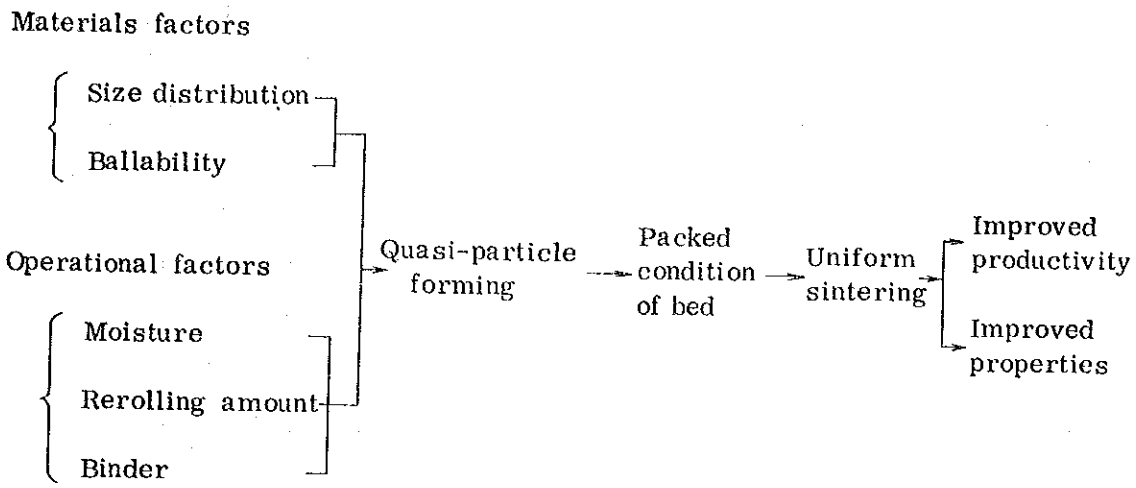 Materials factors
Size distribution
Ballability
Operational factors
Moisture
Rerolling amount
Binder
Quasi-particle
forming
Packed
condition
of bed
Uniform
sintering
Improved
productivity
Improved
properties